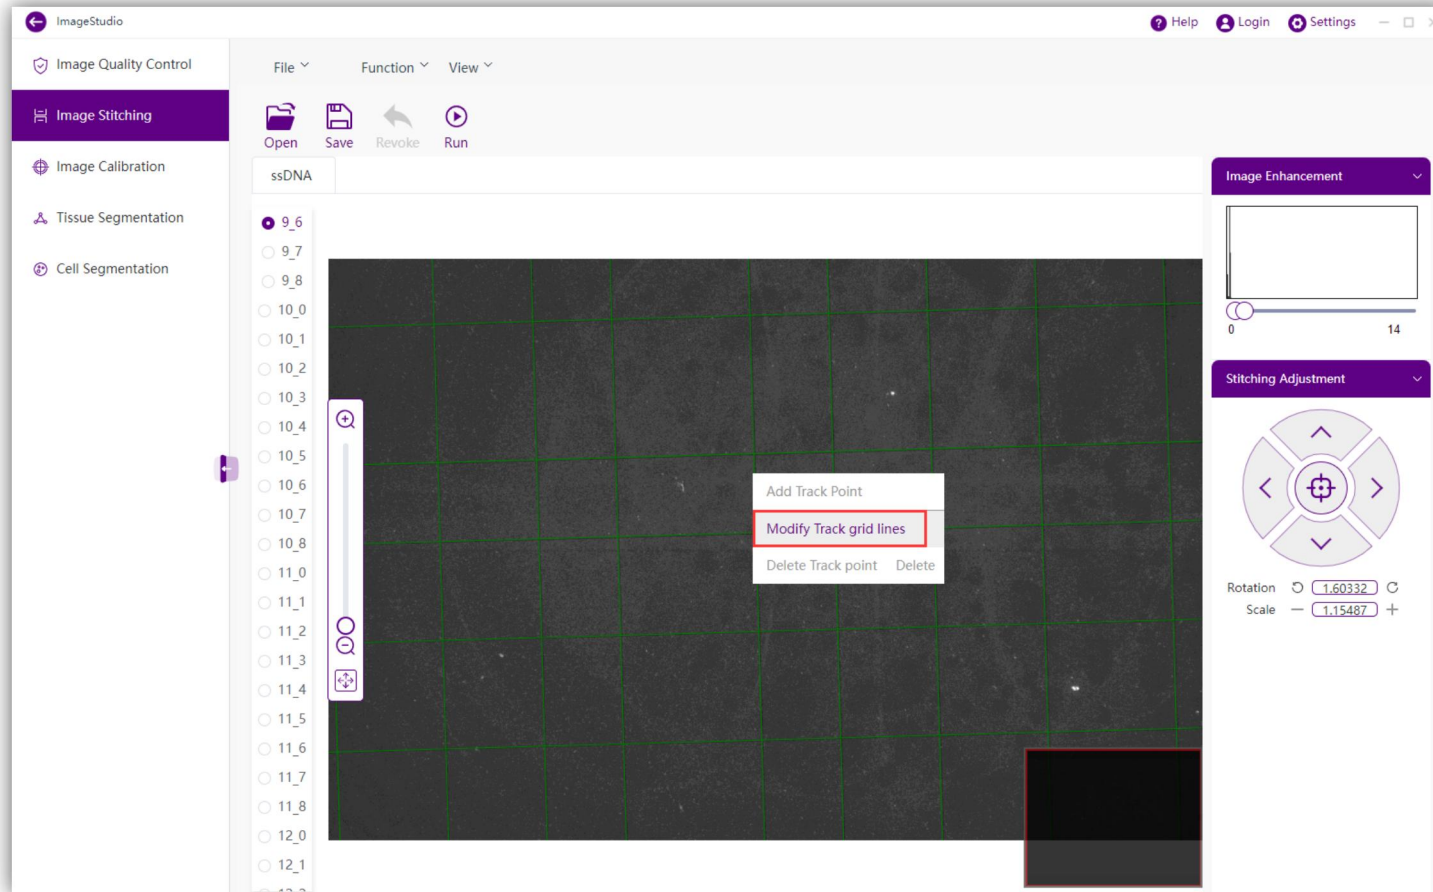 ImageStudio
Help Login Settings
Image Quality Control
Image Stitching
Image Calibration
Tissue Segmentation
Cell Segmentation
File Function View
Open Save Revoke Run
ssDNA
9_6
9_7
9_8
10_0
10_1
10_2
10_3
10_4
10_5
10_6
10_7
10_8
11_0
11_1
11_2
11_3
11_4
11_5
11_6
11_7
11_8
12_0
12_1
Add Track Point
Modify Track grid lines
Delete Track point Delete
Image Enhancement
0 14
Stitching Adjustment
Rotation 1.60332
Scale 1.15487